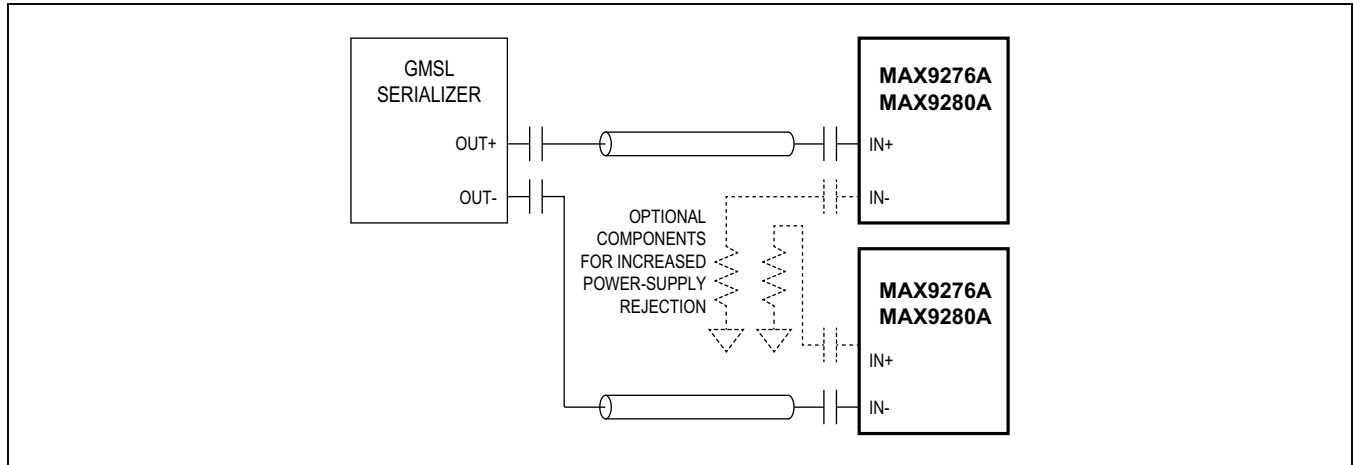 GMSL
SERIALIZER
OUT+
OUT-
MAX9276A
MAX9280A
IN+
IN-
OPTIONAL
COMPONENTS
FOR INCREASED
POWER-SUPPLY
REJECTION
MAX9276A
MAX9280A
IN+
IN-